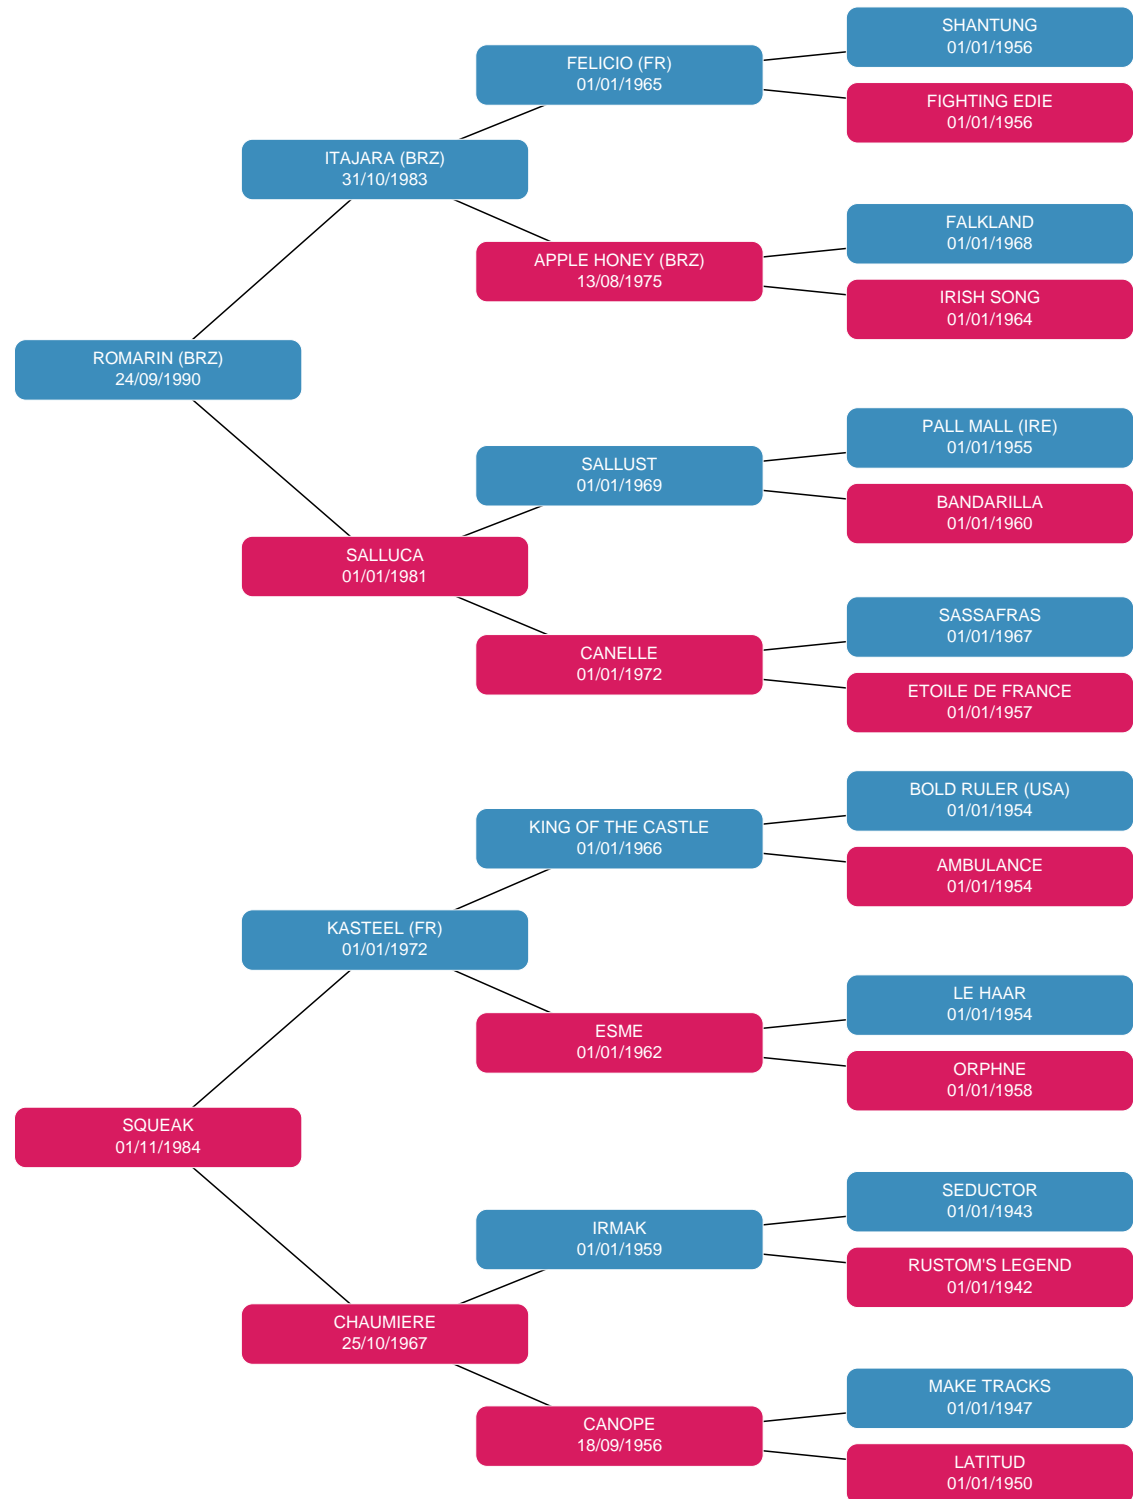 SHANTUNG
01/01/1956
FELICIO (FR)
01/01/1965
FIGHTING EDIE
01/01/1956
ITAJARA (BRZ)
31/10/1983
FALKLAND
01/01/1968
APPLE HONEY (BRZ)
13/08/1975
IRISH SONG
01/01/1964
ROMARIN (BRZ)
24/09/1990
PALL MALL (IRE)
01/01/1955
SALLUST
01/01/1969
BANDARILLA
01/01/1960
SALLUCA
01/01/1981
SASSAFRAS
01/01/1967
CANELLE
01/01/1972
ETOILE DE FRANCE
01/01/1957
BOLD RULER (USA)
01/01/1954
KING OF THE CASTLE
01/01/1966
AMBULANCE
01/01/1954
KASTEEL (FR)
01/01/1972
LE HAAR
01/01/1954
ESME
01/01/1962
ORPHNE
01/01/1958
SQUEAK
01/11/1984
SEDUCTOR
01/01/1943
IRMAK
01/01/1959
RUSTOM'S LEGEND
01/01/1942
CHAUMIERE
25/10/1967
MAKE TRACKS
01/01/1947
CANOPE
18/09/1956
LATITUD
01/01/1950